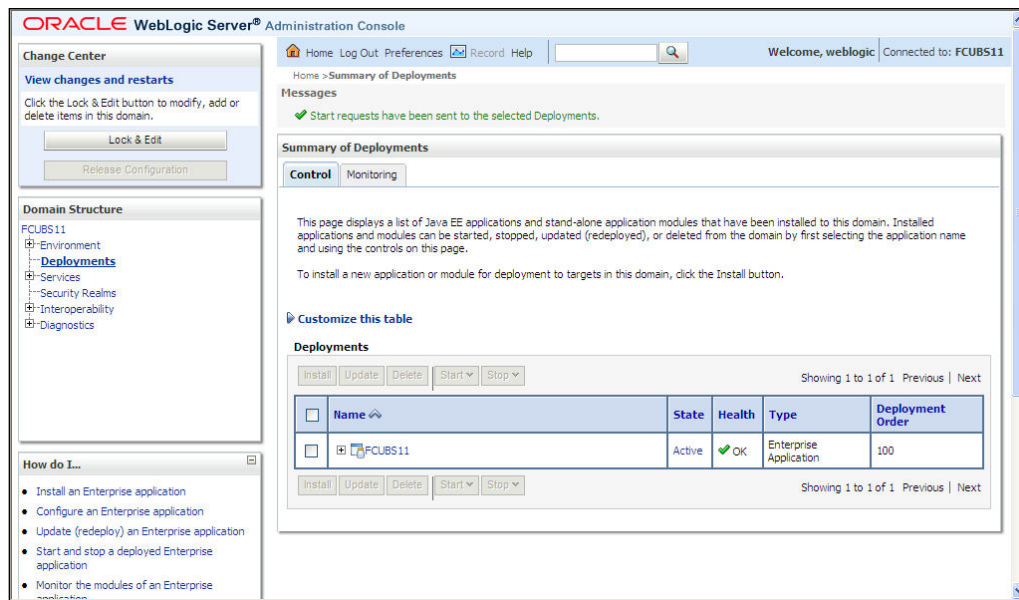 ORACLE WebLogic Server® Administration Console
Change Center
View changes and restarts
Click the Lock & Edit button to modify, add or
delete items in this domain.
Lock & Edit
Release Configuration
Domain Structure
FCUBS11
Environment
Deployments
Services
Security Realms
Interoperability
Diagnostics
How do I...
Install an Enterprise application
Configure an Enterprise application
Update (redeploy) an Enterprise application
Start and stop a deployed Enterprise
application
Monitor the modules of an Enterprise
application
Home Log Out Preferences Record Help
Welcome, weblogic Connected to: FCUBS11
Home >Summary of Deployments
Messages
Start requests have been sent to the selected Deployments.
Summary of Deployments
Control Monitoring
This page displays a list of Java EE applications and stand-alone application modules that have been installed to this domain. Installed
applications and modules can be started, stopped, updated (redeployed), or deleted from the domain by first selecting the application name
and using the controls on this page.
To install a new application or module for deployment to targets in this domain, click the Install button.
Customize this table
Deployments
Install Update Delete Start Stop
Showing 1 to 1 of 1 Previous | Next
Name State Health Type Deployment
Order
FCUBS11 Active OK Enterprise
Application 100
Install Update Delete Start Stop
Showing 1 to 1 of 1 Previous | Next